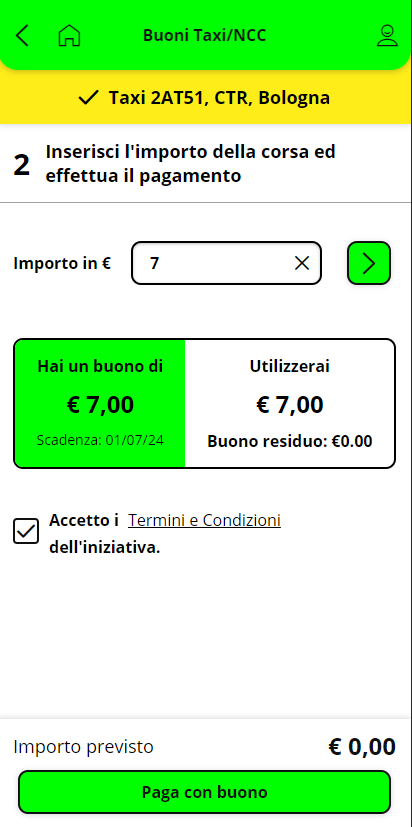 Buoni Taxi/NCC
Taxi 2AT51, CTR, Bologna
2
Inserisci l'importo della corsa ed
effettua il pagamento
Importo in €
7
Hai un buono di
€ 7,00
Scadenza: 01/07/24
Utilizzerai
€ 7,00
Buono residuo: €0.00
Accetto i Termini e Condizioni
dell'iniziativa.
Importo previsto
€ 0,00
Paga con buono